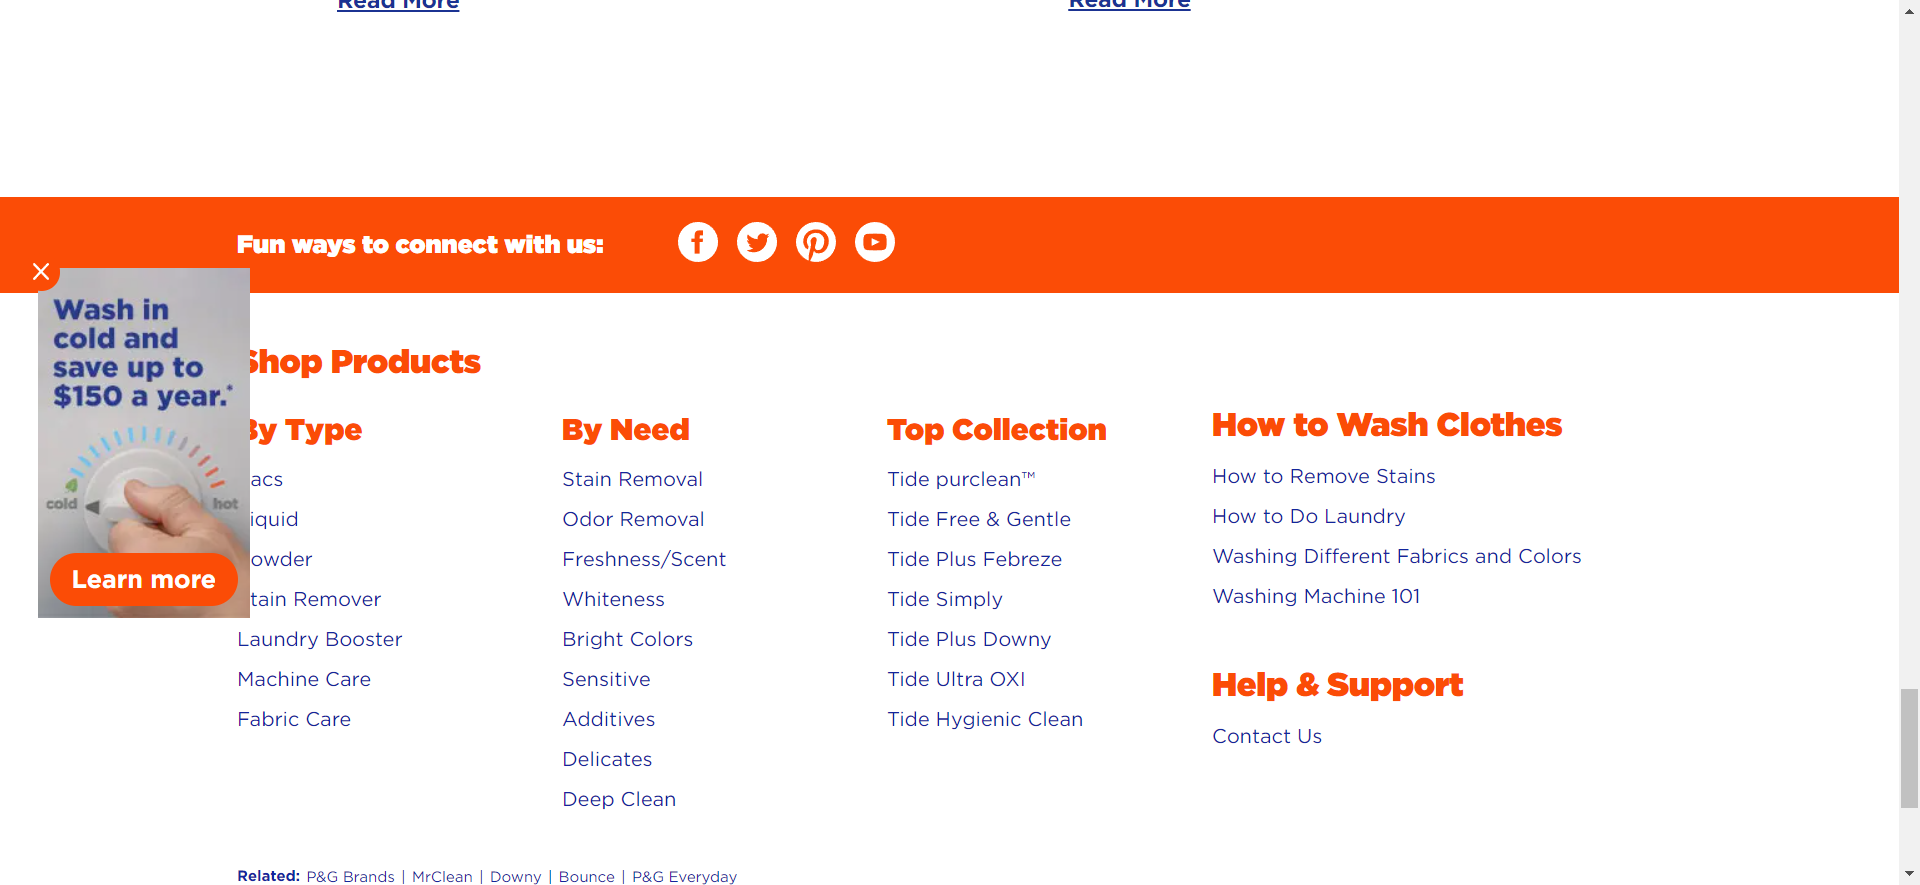 Read More
Read More
Fun ways to connect with us:
Wash in
cold and
save up to
$150 a year.*
cold
hot
Learn more
Shop Products
By Type
Laundry Booster
Machine Care
Fabric Care
By Need
Stain Removal
Odor Removal
Freshness/Scent
Whiteness
Bright Colors
Sensitive
Additives
Delicates
Deep Clean
Top Collection
Tide purclean™
Tide Free & Gentle
Tide Plus Febreze
Tide Simply
Tide Plus Downy
Tide Ultra OXI
Tide Hygienic Clean
How to Wash Clothes
How to Remove Stains
How to Do Laundry
Washing Different Fabrics and Colors
Washing Machine 101
Help & Support
Contact Us
Related: P&G Brands | MrClean | Downy | Bounce | P&G Everyday